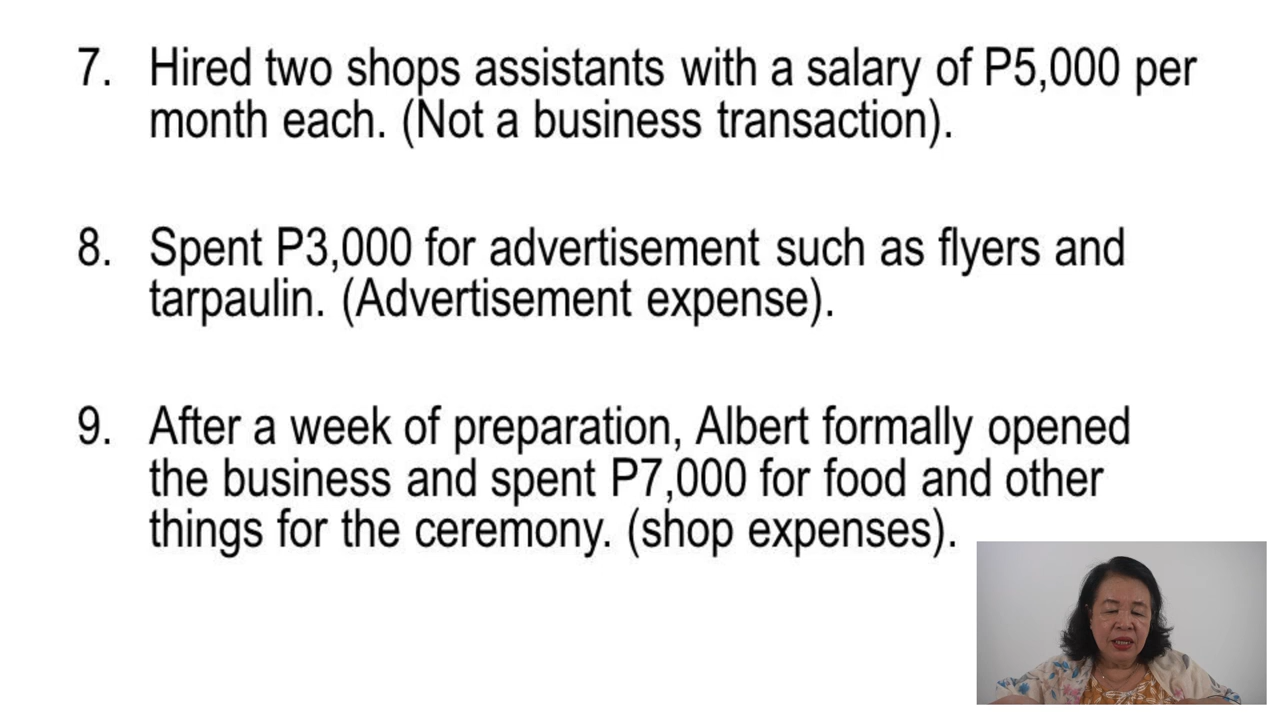 7. Hired two shops assistants with a salary of P5,000 per
month each. (Not a business transaction).
8. Spent P3,000 for advertisement such as flyers and
tarpaulin. (Advertisement expense).
9. After a week of preparation, Albert formally opened
the business and spent P7,000 for food and other
things for the ceremony. (shop expenses).